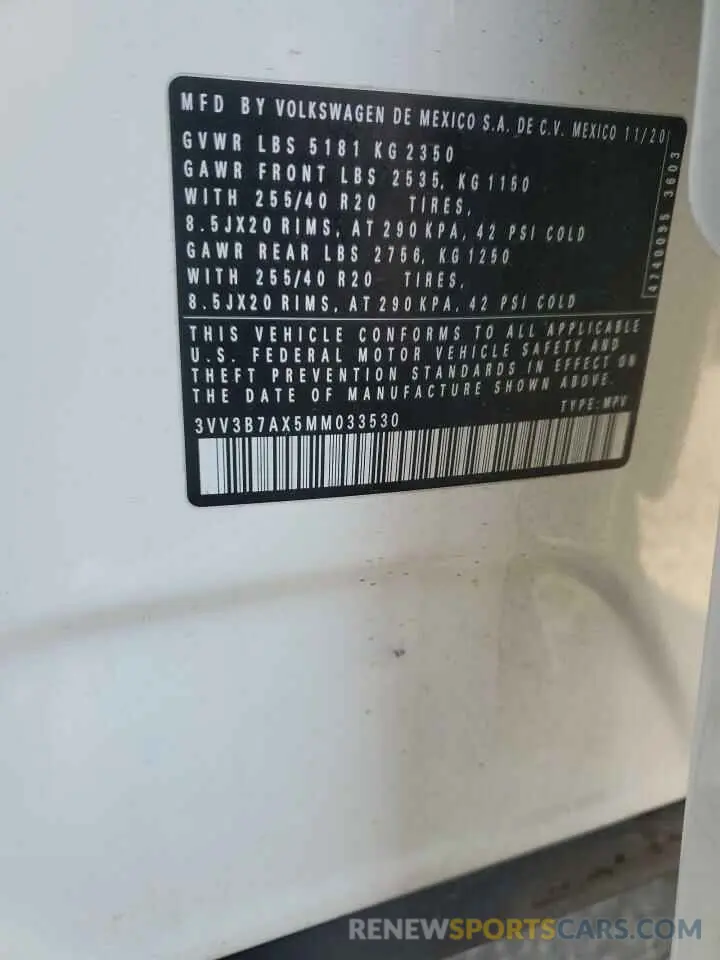 MFD BY VOLKSWAGEN DE MEXICO S.A. DE C.V. MEXICO 11/20
GVWR LBS 5181 KG 2350
GAWR FRONT LBS 2535, KG 1150
WITH 255/40 R20 TIRES,
8.5JX20 RIMS, AT 290 KPA, 42 PSI COLD
GAWR REAR LBS 2756, KG 1250
WITH 255/40 R20 TIRES,
8.5JX20 RIMS, AT 290 KPA, 42 PSI COLD
4740095 3603
THIS VEHICLE CONFORMS TO ALL APPLICABLE
U.S. FEDERAL MOTOR VEHICLE SAFETY AND
THEFT PREVENTION STANDARDS IN EFFECT ON
THE DATE OF MANUFACTURE SHOWN ABOVE.
TYPE: MPV
3VV3B7AX5MM033530
RENEWSPORTSCARS.COM